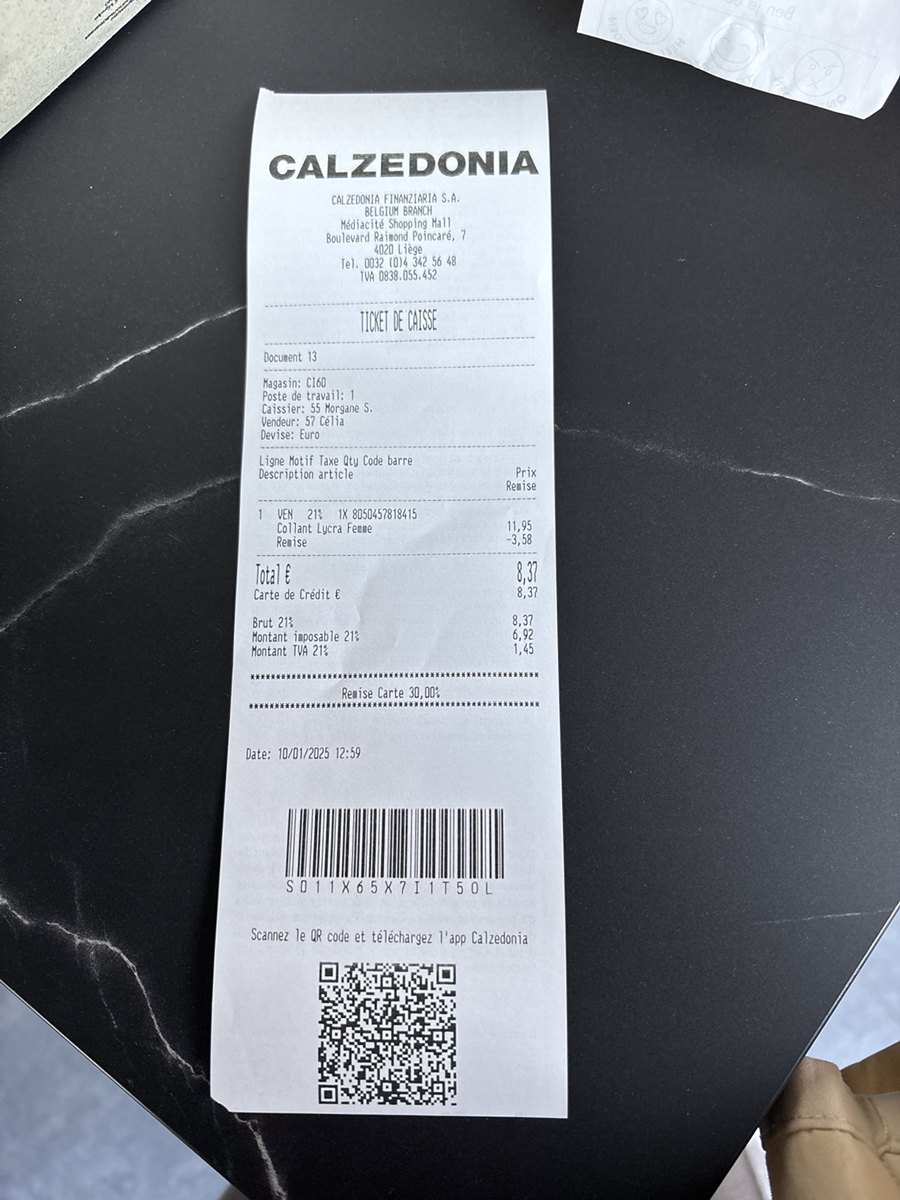 CALZEDONIA
CALZEDONIA FINANZIARIA S.A.
BELGIUM BRANCH
Médiacité Shopping Mall
Boulevard Raimond Poincaré, 7
4020 Liège
Tel. 0032 (0)4 342 56 48
TVA 0838.055.452
TICKET DE CAISSE
Document 13
Magasin: CI60
Poste de travail: 1
Caissier: 55 Morgane S.
Vendeur: 57 Célia
Devise: Euro
Ligne Motif Taxe Qty Code barre
Description article Prix
Remise
1 VEN 21% 1X 8050457818415
Collant Lycra Femme 11,95
Remise -3,58
Total € 8,37
Carte de Crédit € 8,37
Brut 21% 8,37
Montant imposable 21% 6,92
Montant TVA 21% 1,45
****************************************************
Remise Carte 30,00%
****************************************************
Date: 10/01/2025 12:59
S011X65X7I1T50L
Scannez le QR code et téléchargez l'app Calzedonia